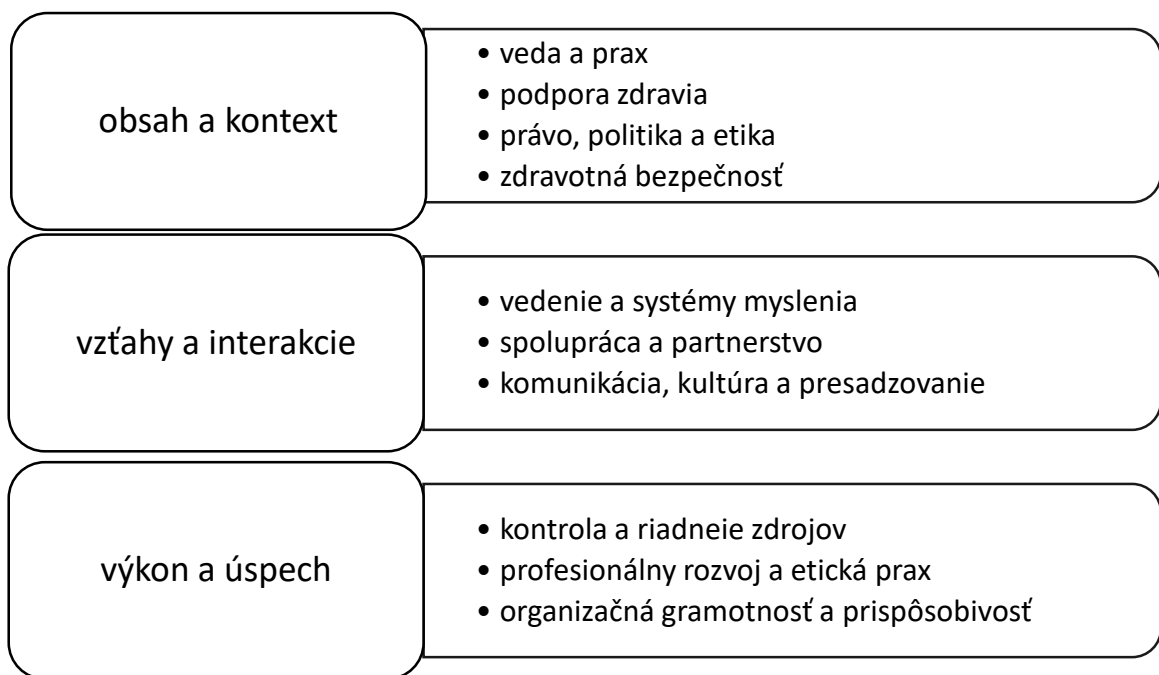 obsah a kontext
• veda a prax
• podpora zdravia
• právo, politika a etika
• zdravotná bezpečnosť
vzťahy a interakcie
• vedenie a systémy myslenia
• spolupráca a partnerstvo
• komunikácia, kultúra a presadzovanie
výkon a úspech
• kontrola a riadneie zdrojov
• profesionálny rozvoj a etická prax
• organizačná gramotnosť a prispôsobivosť